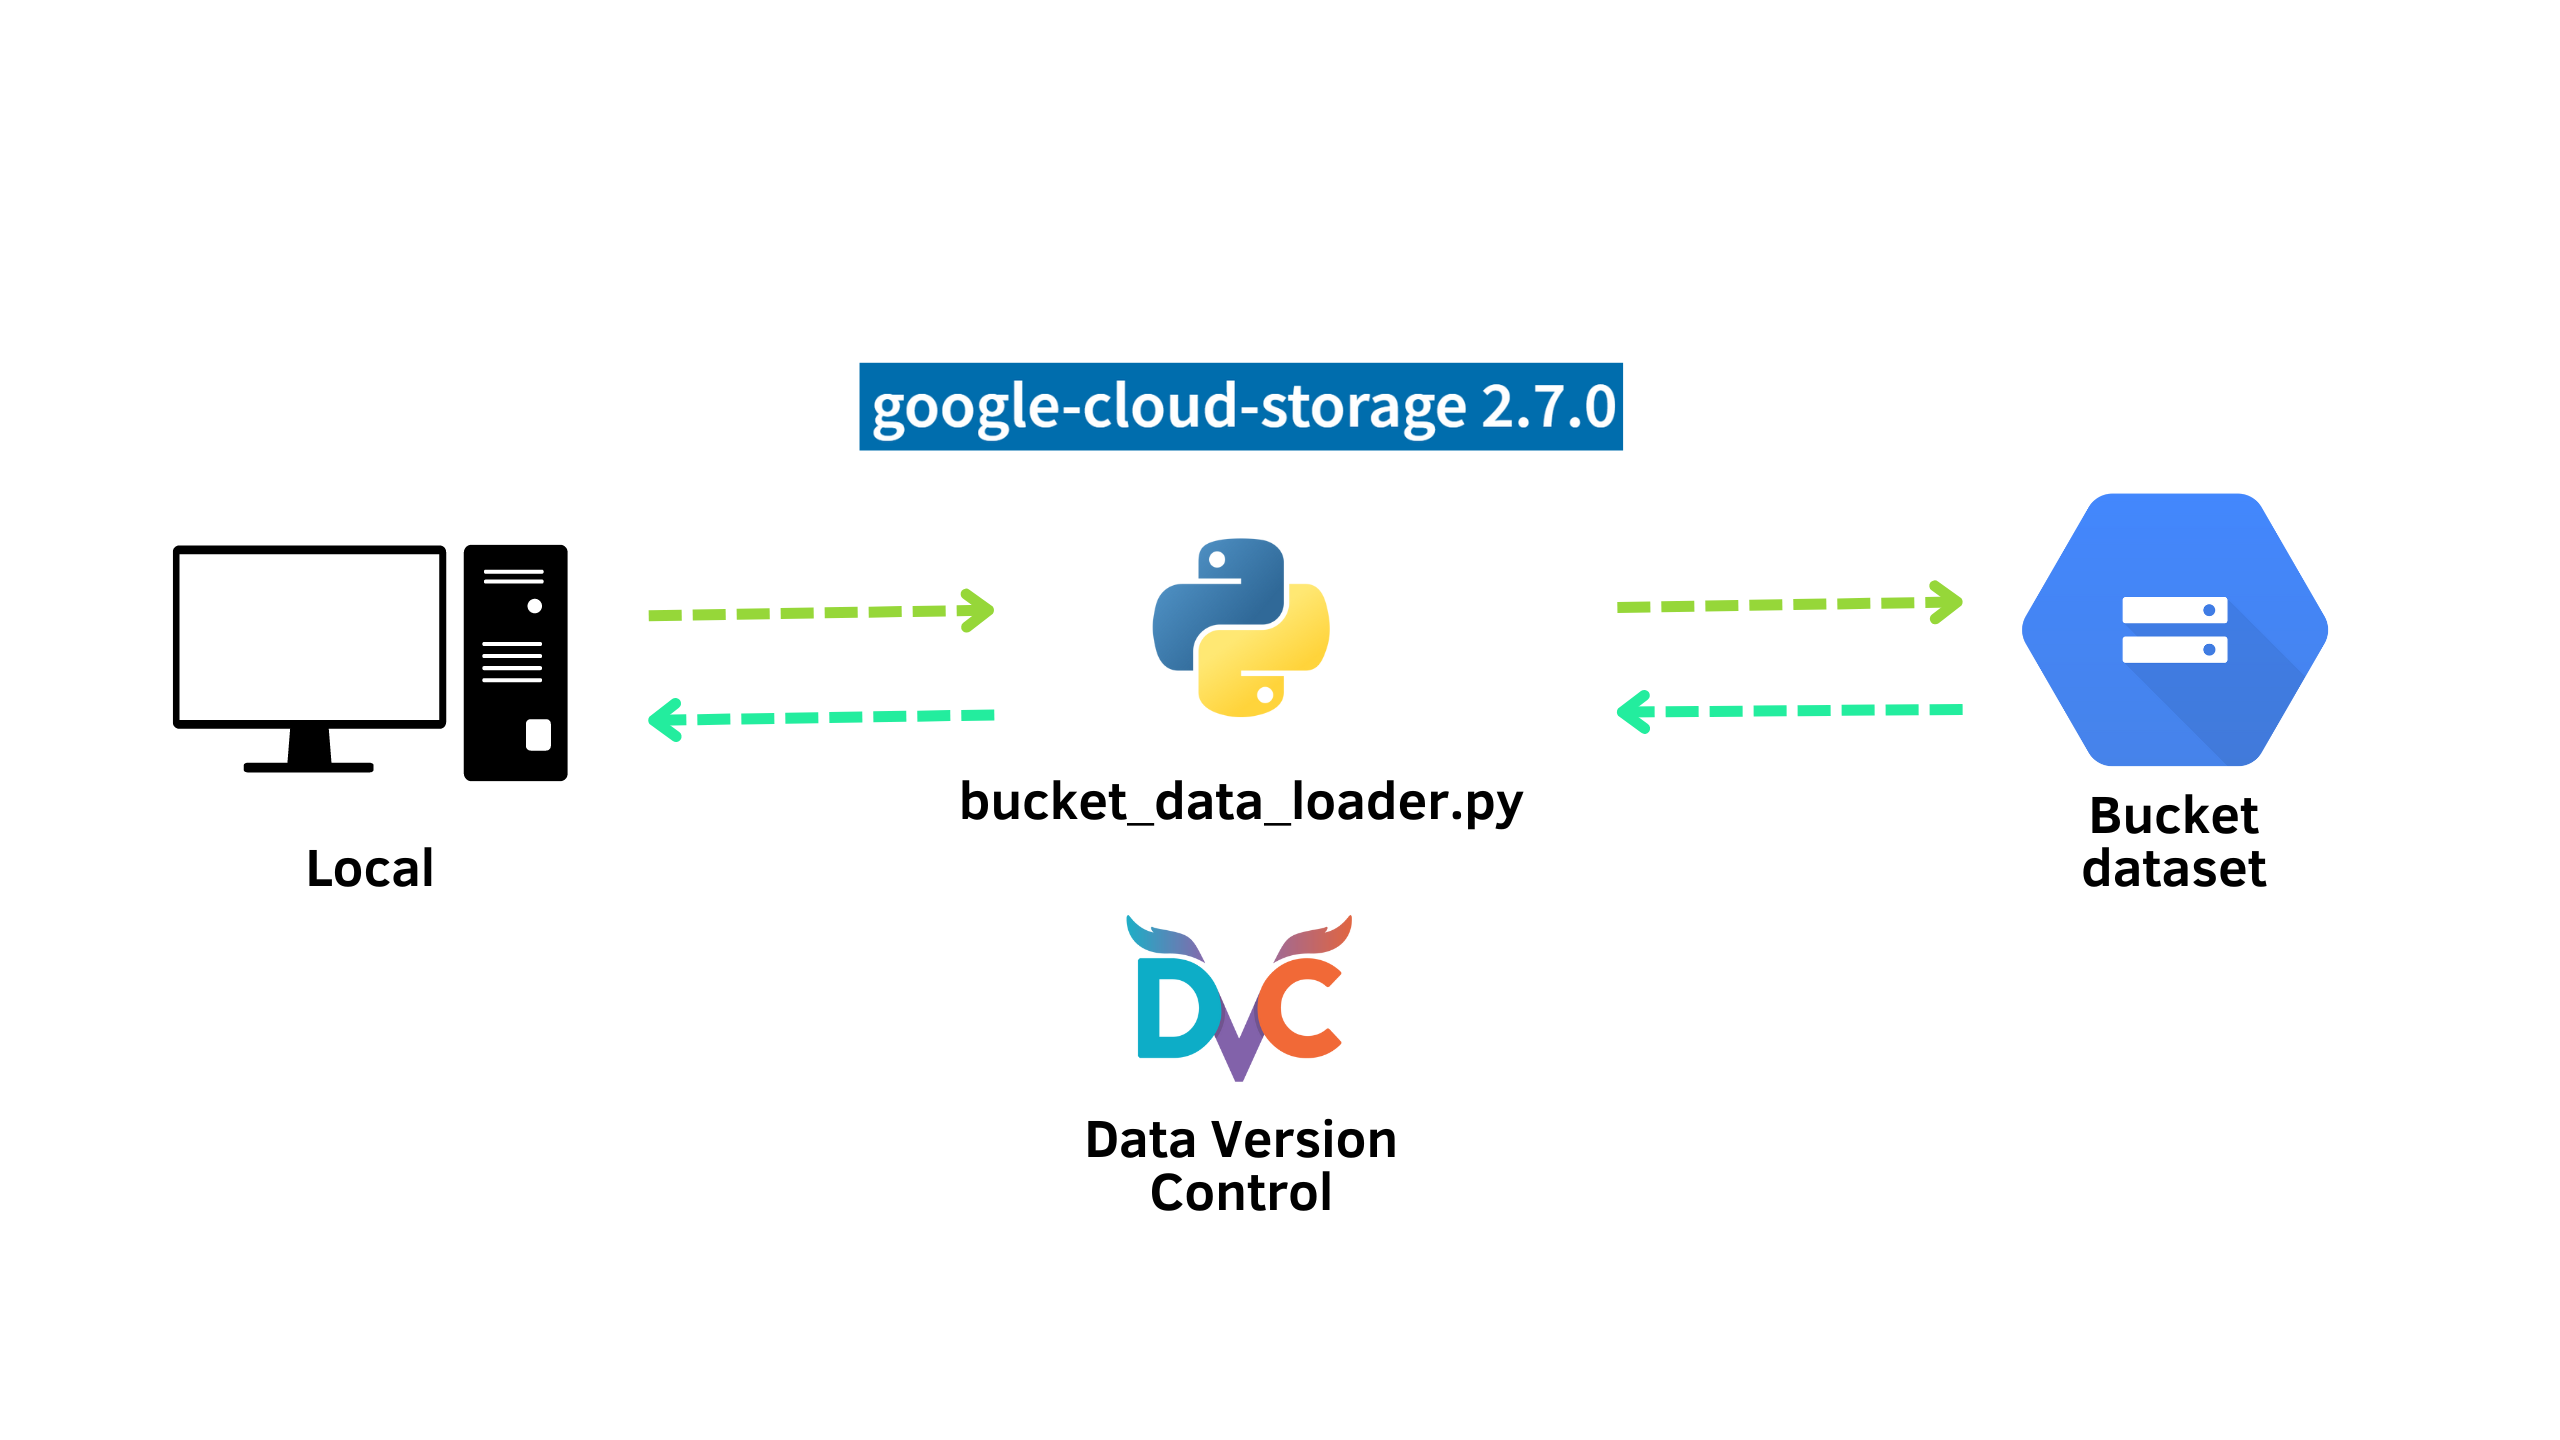 google-cloud-storage 2.7.0
bucket_data_loader.py
Local
Bucket
dataset
DVC
Data Version
Control